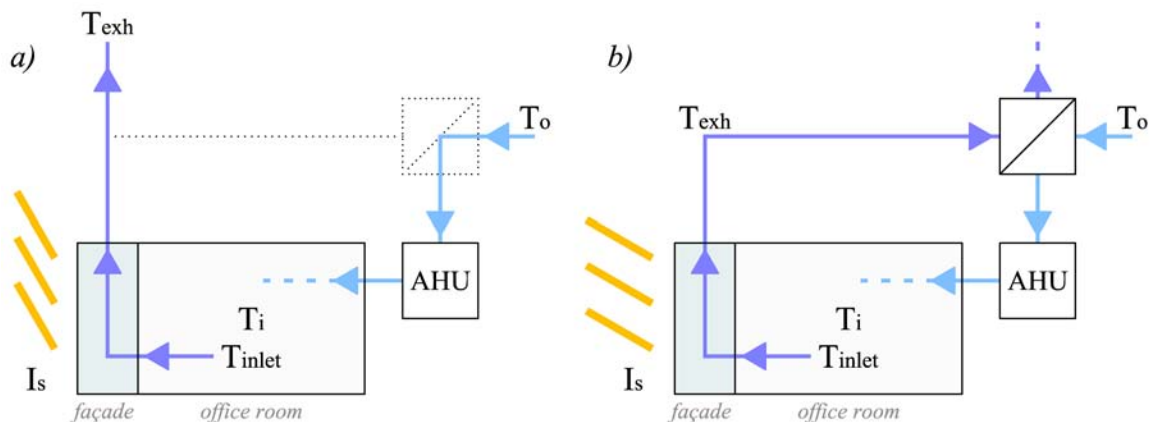 a)
Texh
To
AHU
Ti
Tinlet
Is
façade
office room
b)
Texh
To
AHU
Ti
Tinlet
Is
façade
office room